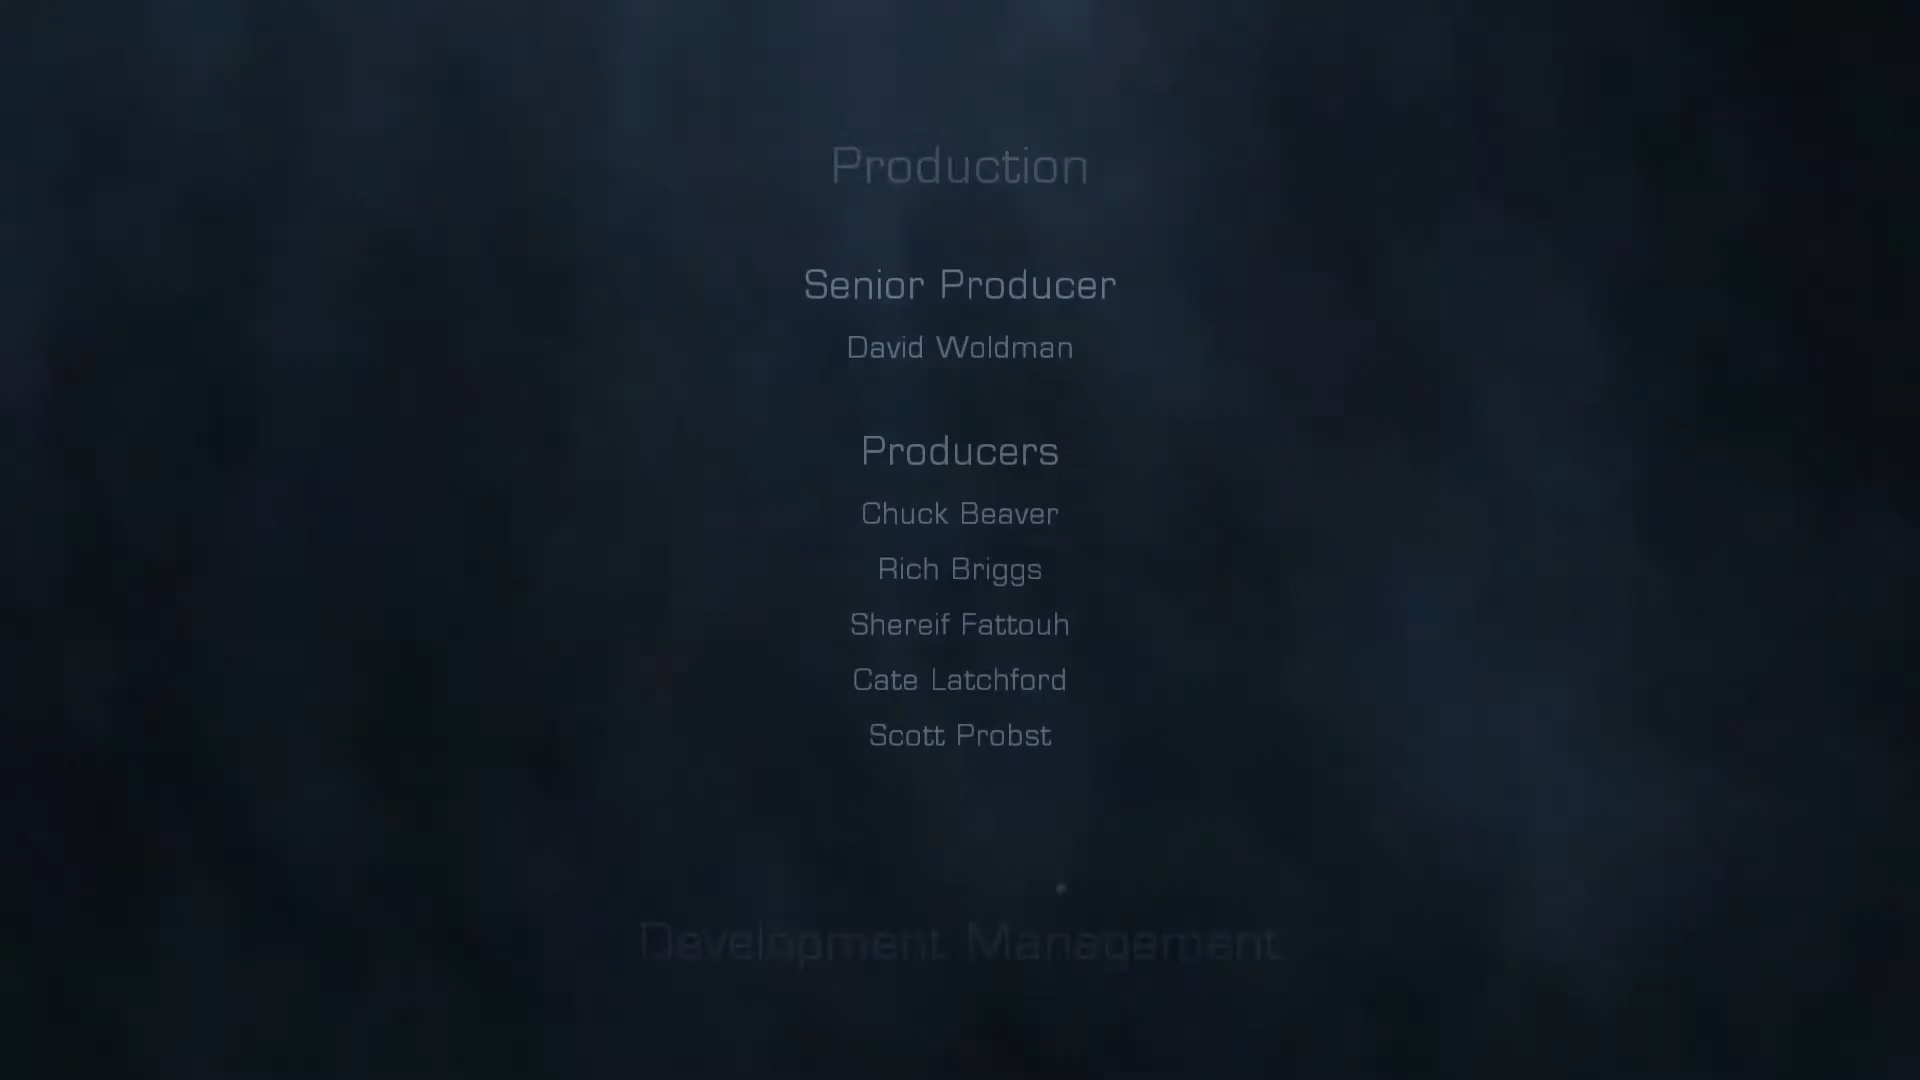 Production
Senior Producer
David Woldman
Producers
Chuck Beaver
Rich Briggs
Shereif Fattouh
Cate Latchford
Scott Probst
Development Management